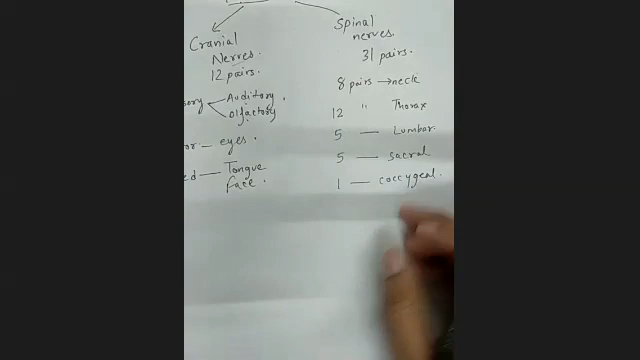 Cranial
Nerves.
12 pairs.
Auditory
Olfactory
eyes.
Tongue
face.
Spinal
nerves.
31 pairs.
8 pairs → neck
12 " Thorax
5 — Lumbar.
5 — sacral
1 — coccygeal.